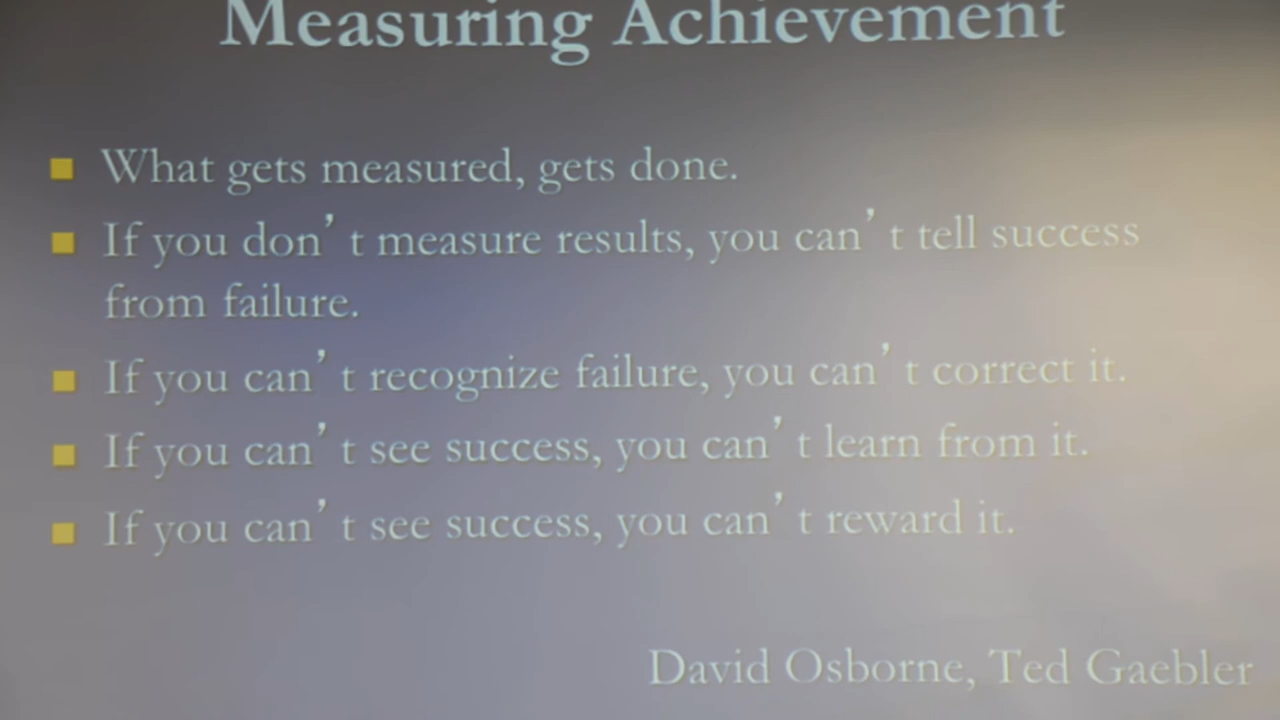 Measuring Achievement
What gets measured, gets done.
If you don’t measure results, you can’t tell success
from failure.
If you can’t recognize failure, you can’t correct it.
If you can’t see success, you can’t learn from it.
If you can’t see success, you can’t reward it.
David Osborne, Ted Gaebler